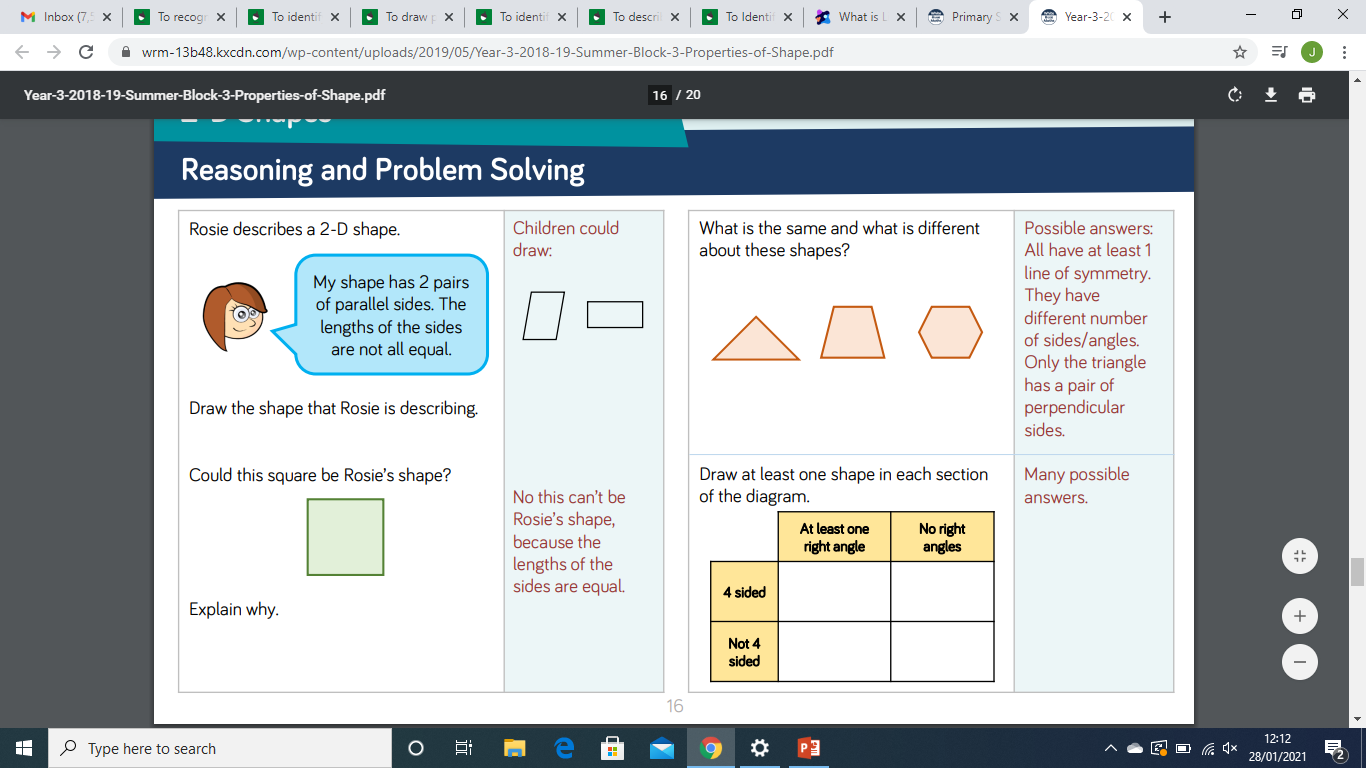 Inbox (7,
To recogn
To identif
To draw p
To identif
To descri
To Identif
What is L
Primary S
Year-3-20
wrm-13b48.kxcdn.com/wp-content/uploads/2019/05/Year-3-2018-19-Summer-Block-3-Properties-of-Shape.pdf
J
Year-3-2018-19-Summer-Block-3-Properties-of-Shape.pdf
16 / 20
2-D Shapes
Reasoning and Problem Solving
Rosie describes a 2-D shape.
My shape has 2 pairs
of parallel sides. The
lengths of the sides
are not all equal.
Draw the shape that Rosie is describing.
Could this square be Rosie's shape?
Explain why.
Children could
draw:
No this can't be
Rosie's shape,
because the
lengths of the
sides are equal.
What is the same and what is different
about these shapes?
Possible answers:
All have at least 1
line of symmetry.
They have
different number
of sides/angles.
Only the triangle
has a pair of
perpendicular
sides.
Draw at least one shape in each section
of the diagram.
At least one
right angle
No right
angles
4 sided
Not 4
sided
Many possible
answers.
16
Type here to search
12:12
28/01/2021
2